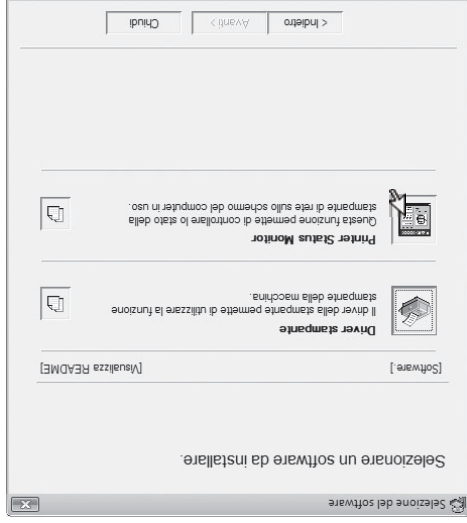 Selezione del software
Selezionare un software da installare.
[Software.] [Visualizza README]
Driver stampante
Il driver della stampante permette di utilizzare la funzione
stampante della macchina.
Printer Status Monitor
Questa funzione permette di controllare lo stato della
stampante di rete sullo schermo del computer in uso.
< Indietro Avanti > Chiudi